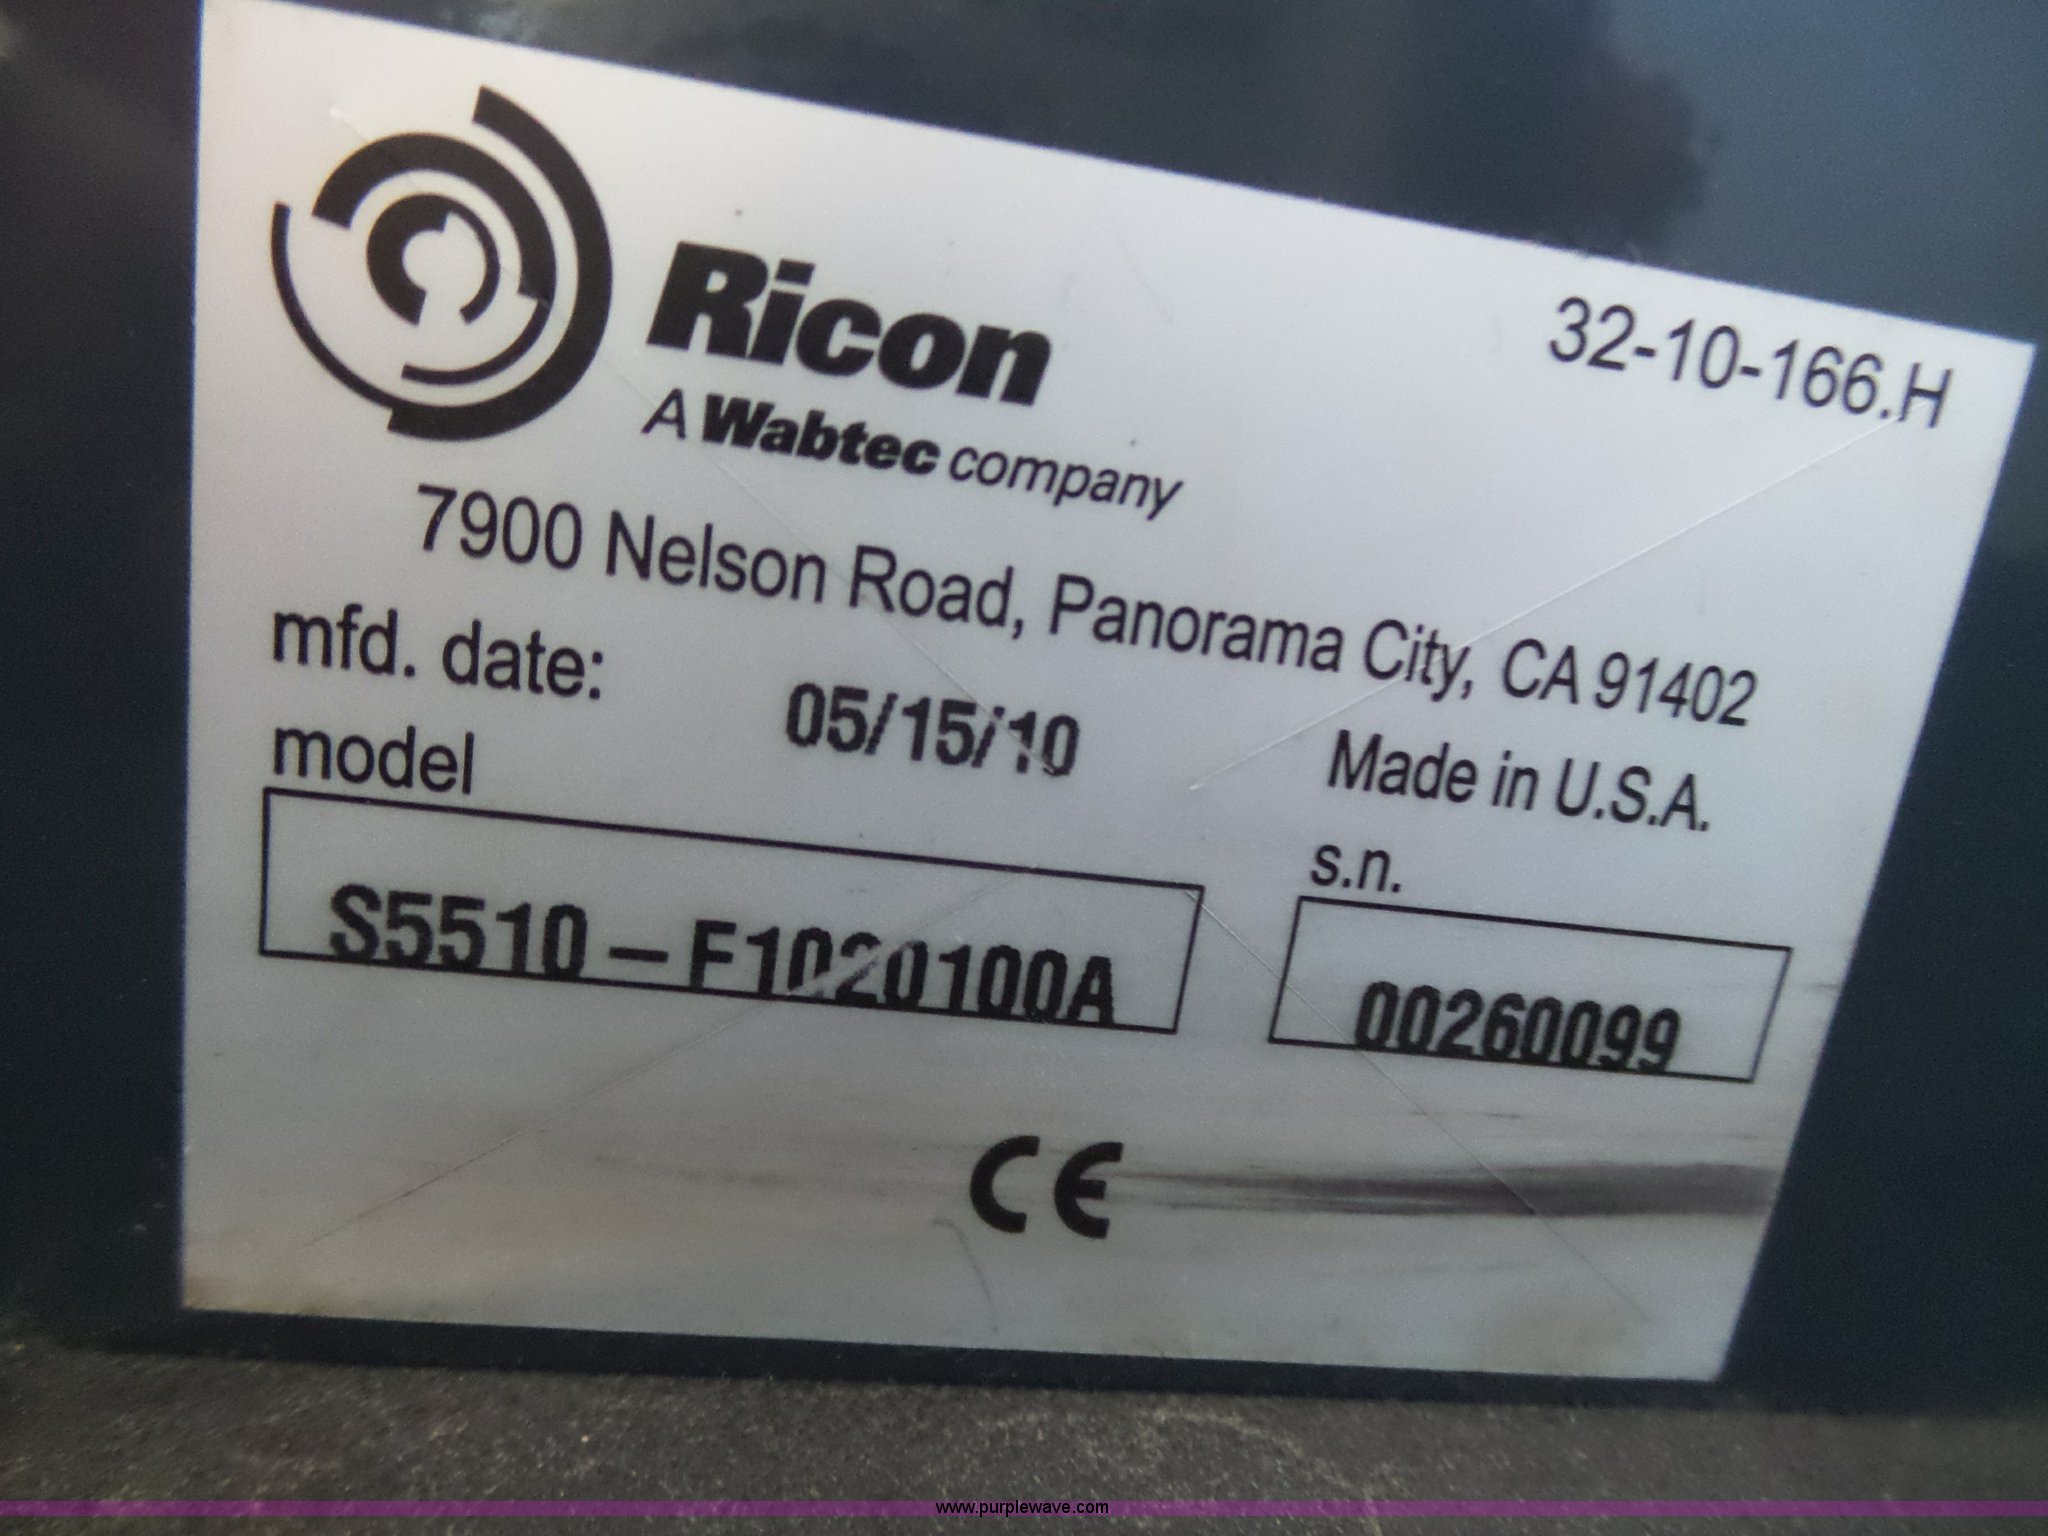 Ricon
A Wabtec company
32-10-166.H
7900 Nelson Road, Panorama City, CA 91402
mfd. date: 05/15/10
Made in U.S.A.
model
S5510-F1020100A
s.n.
00260099
CE
www.purplewave.com